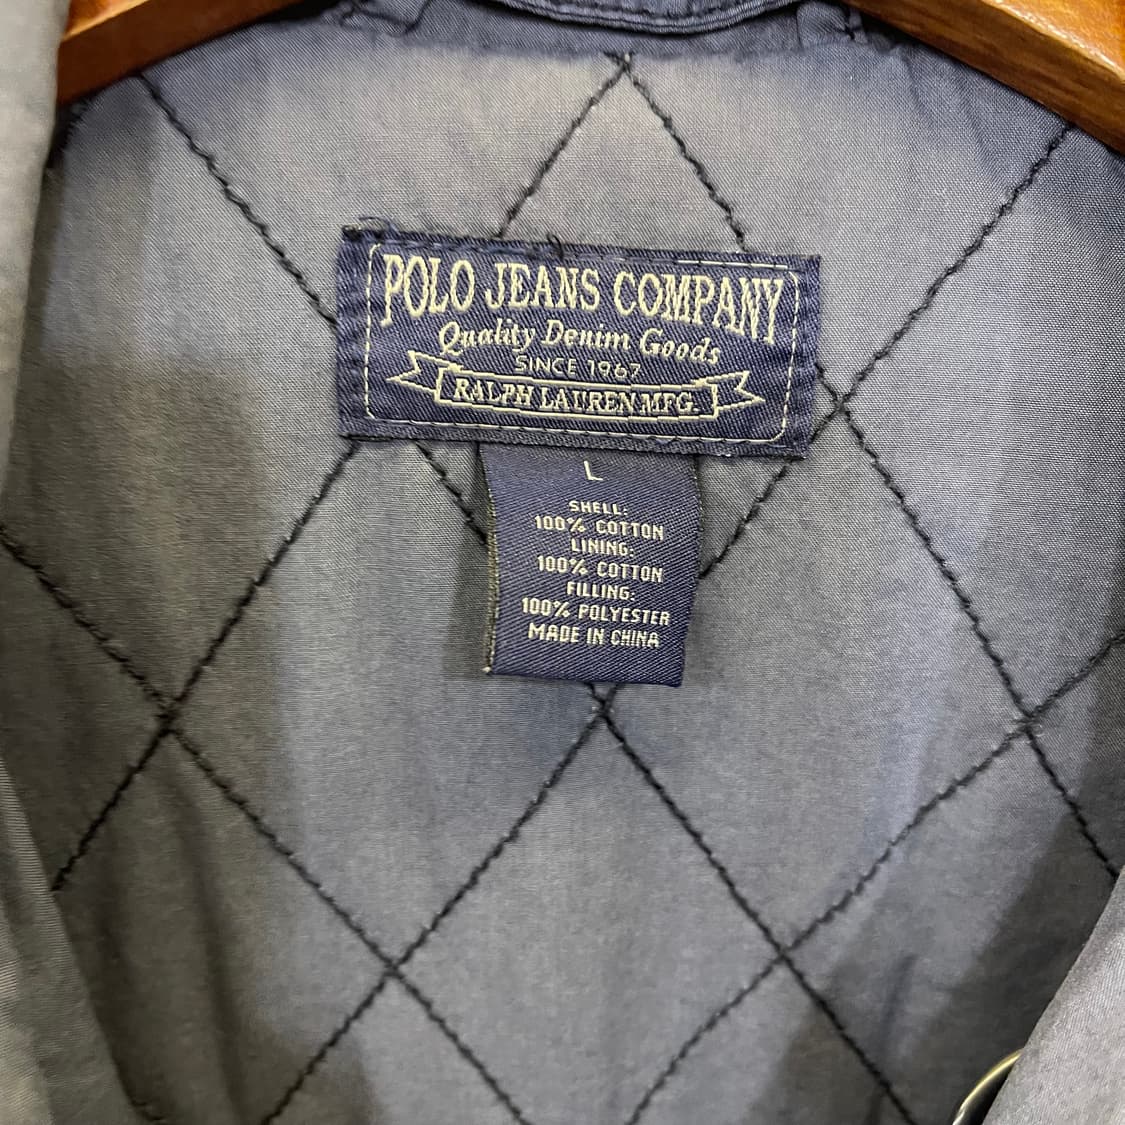 POLO JEANS COMPANY
Quality Denim Goods
SINCE 1967
RALPH LAUREN MFG.
L
SHELL:
100% COTTON
LINING:
100% COTTON
FILLING:
100% POLYESTER
MADE IN CHINA